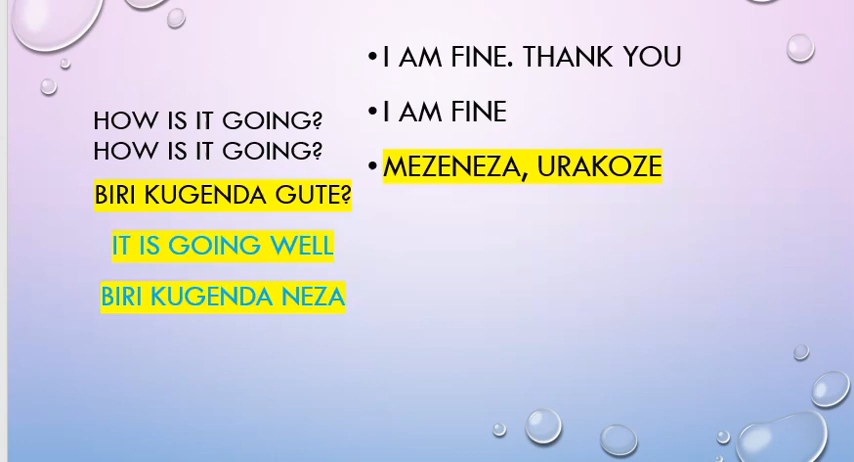 HOW IS IT GOING?
HOW IS IT GOING?
BIRI KUGENDA GUTE?
IT IS GOING WELL
BIRI KUGENDA NEZA
•I AM FINE. THANK YOU
•I AM FINE
•MEZENEZA, URAKOZE